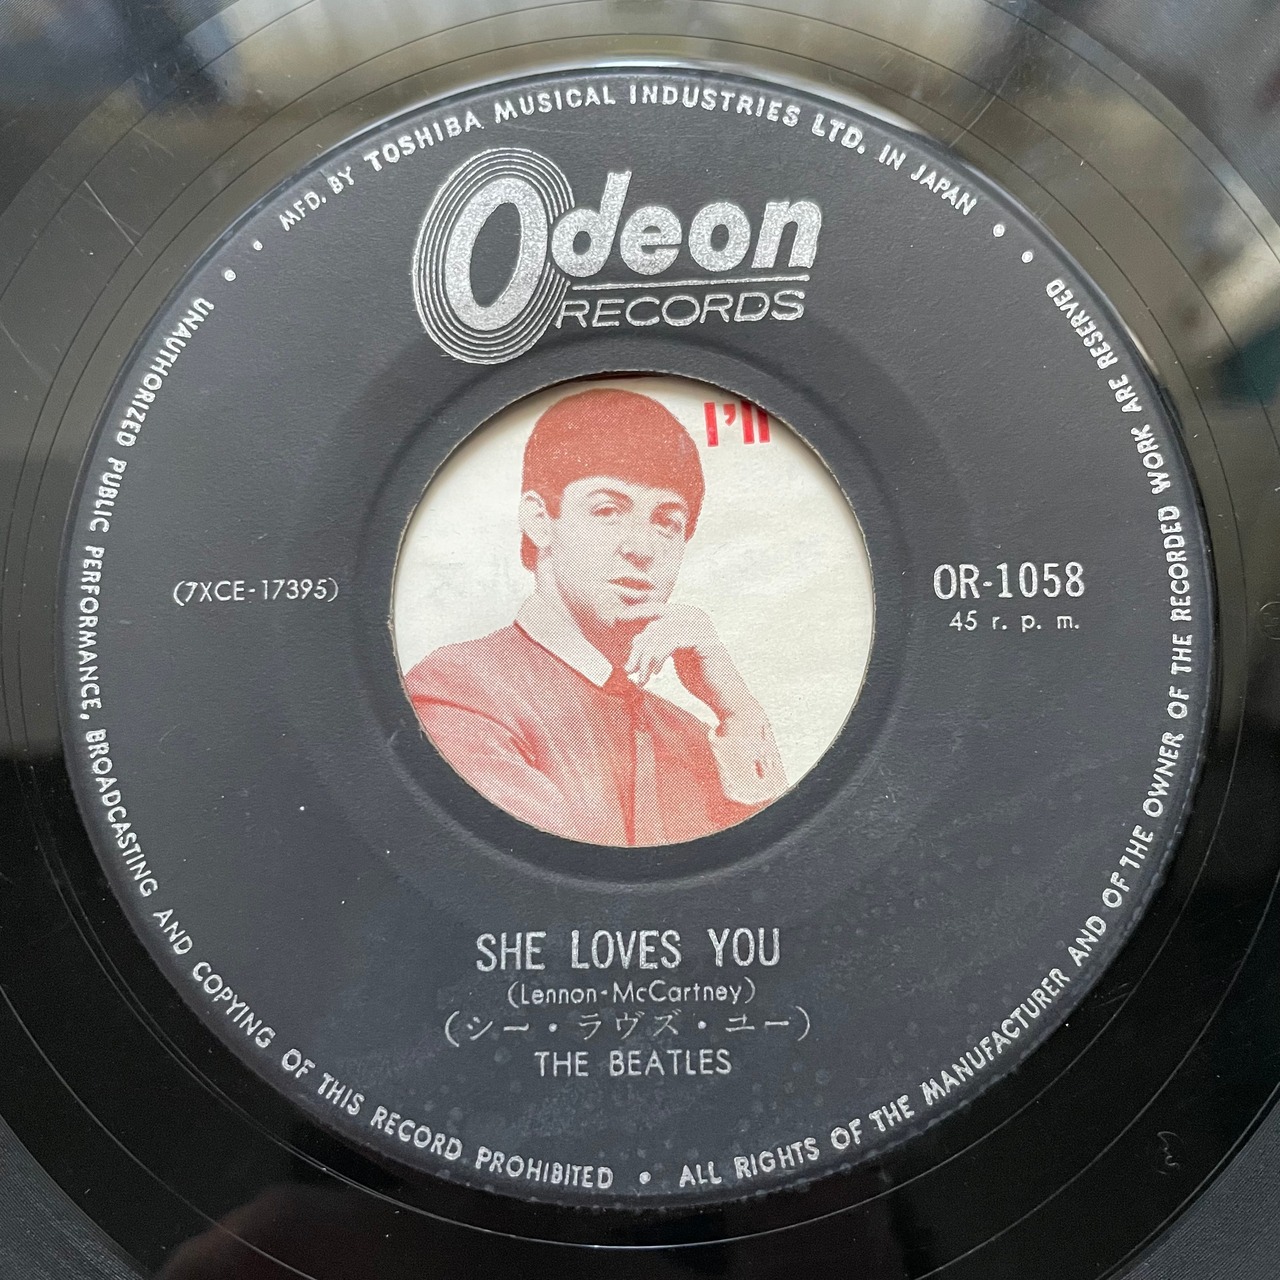 MFD. BY TOSHIBA MUSICAL INDUSTRIES LTD. IN JAPAN
Odeon
RECORDS
I'll
(7XCE-17395)
OR-1058
45 r. p. m.
SHE LOVES YOU
(Lennon-McCartney)
(シー・ラヴズ・ユー)
THE BEATLES
UNAUTHORIZED PUBLIC PERFORMANCE, BROADCASTING AND COPYING OF THIS RECORD PROHIBITED • ALL RIGHTS OF THE MANUFACTURER AND OF THE OWNER OF THE RECORDED WORK ARE RESERVED